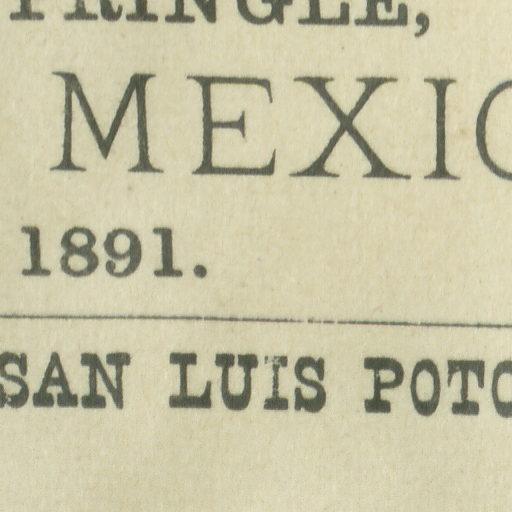 PRINGLE,
MEXIC
1891.
SAN LUIS POTO